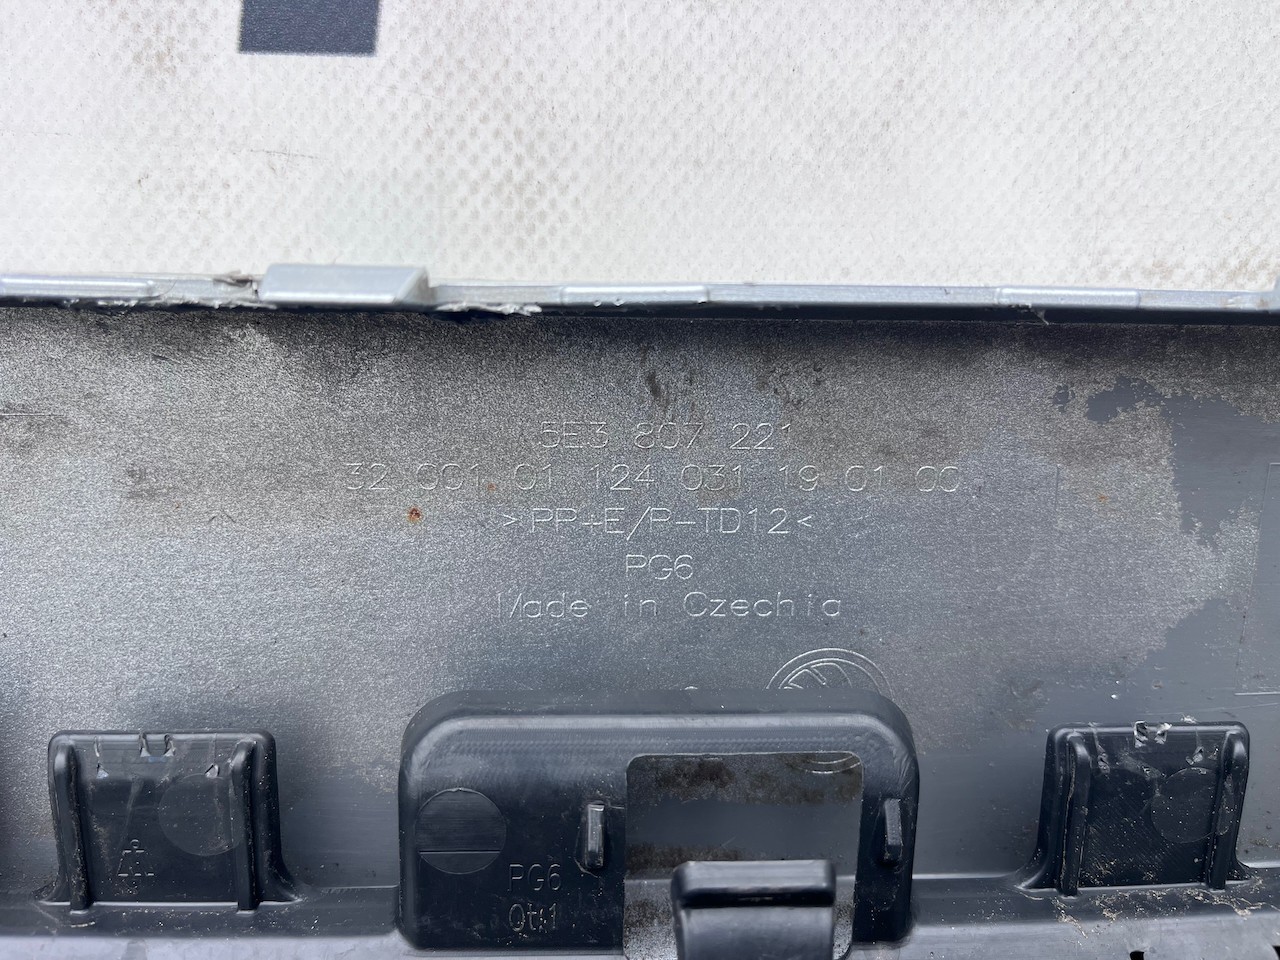 5E3 807 221
32 001 01 124 031 19 01 00
>PP-E/P-TD12<
PG6
Made in Czechia
PG6